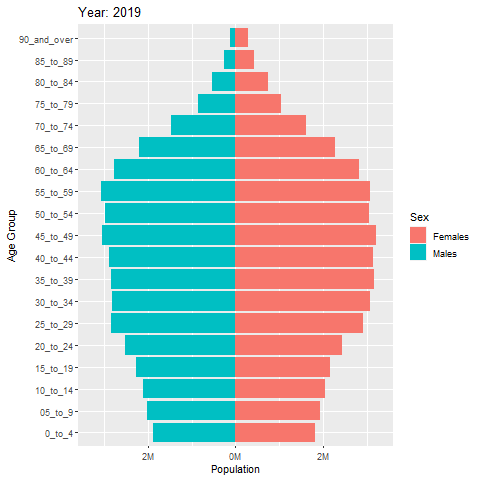 Year: 2019
90_and_over
85_to_89
80_to_84
75_to_79
70_to_74
65_to_69
60_to_64
55_to_59
50_to_54
45_to_49
40_to_44
35_to_39
30_to_34
25_to_29
20_to_24
15_to_19
10_to_14
05_to_9
0_to_4
Age Group
2M 0M 2M
Population
Sex
Females
Males